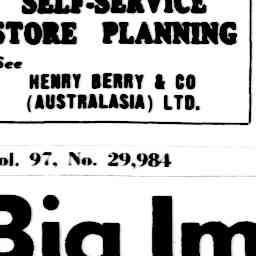 SELF-SERVICE
STORE PLANNING
See
HENRY BERRY & CO
(AUSTRALASIA) LTD.
ol. 97, No. 29,984
Big Im